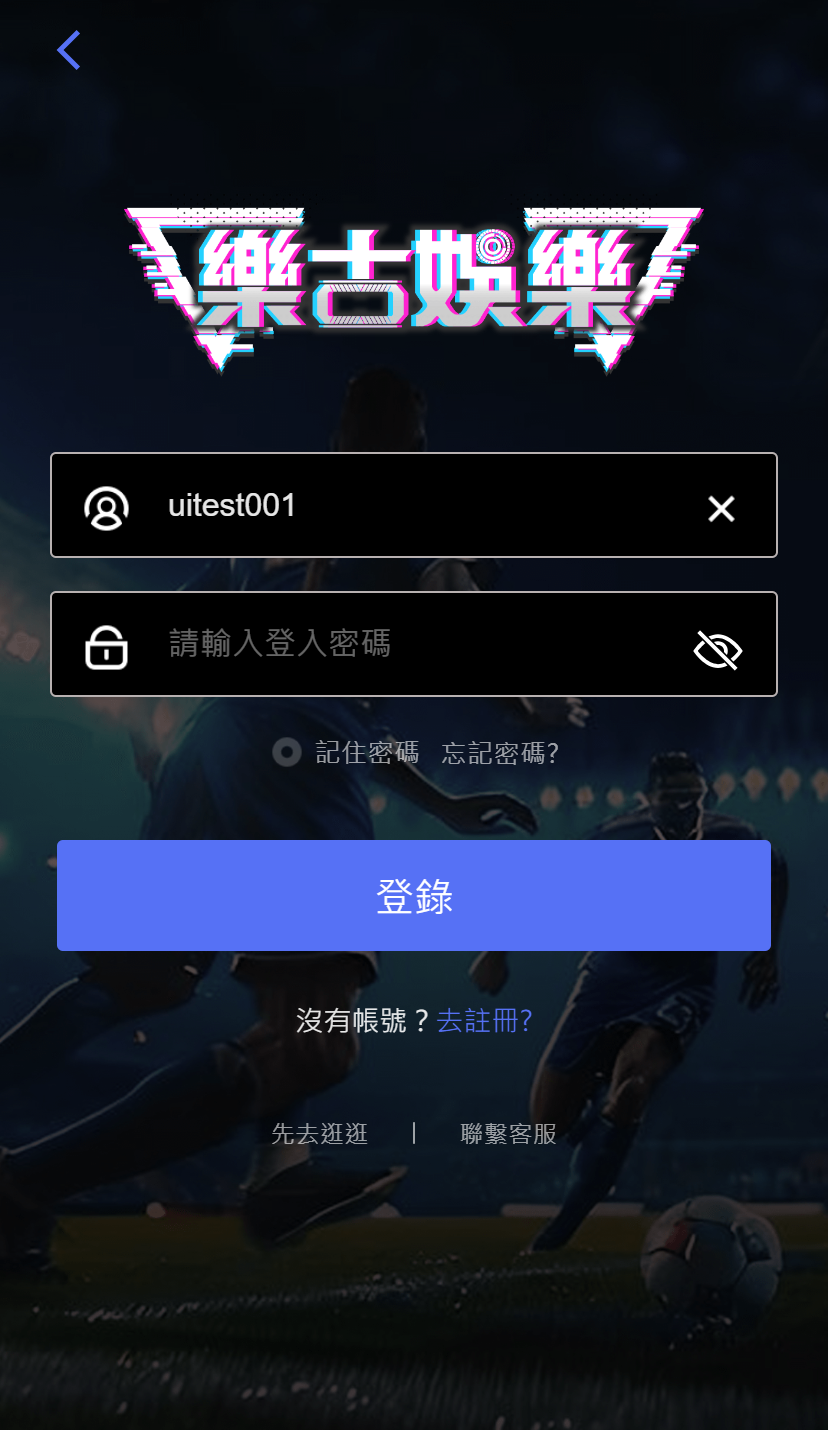 樂古娛樂
uitest001
請輸入登入密碼
記住密碼 忘記密碼?
登錄
沒有帳號？去註冊?
先去逛逛 | 聯繫客服